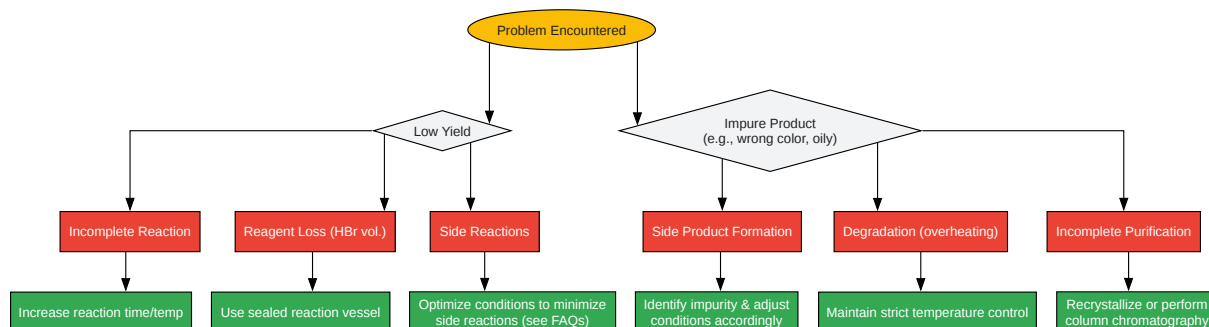 Problem Encountered
Low Yield
Impure Product
(e.g., wrong color, oily)
Incomplete Reaction
Reagent Loss (HBr vol.)
Side Reactions
Side Product Formation
Degradation (overheating)
Incomplete Purification
Increase reaction time/temp
Use sealed reaction vessel
Optimize conditions to minimize
side reactions (see FAQs)
Identify impurity & adjust
conditions accordingly
Maintain strict temperature control
Recrystallize or perform
column chromatography